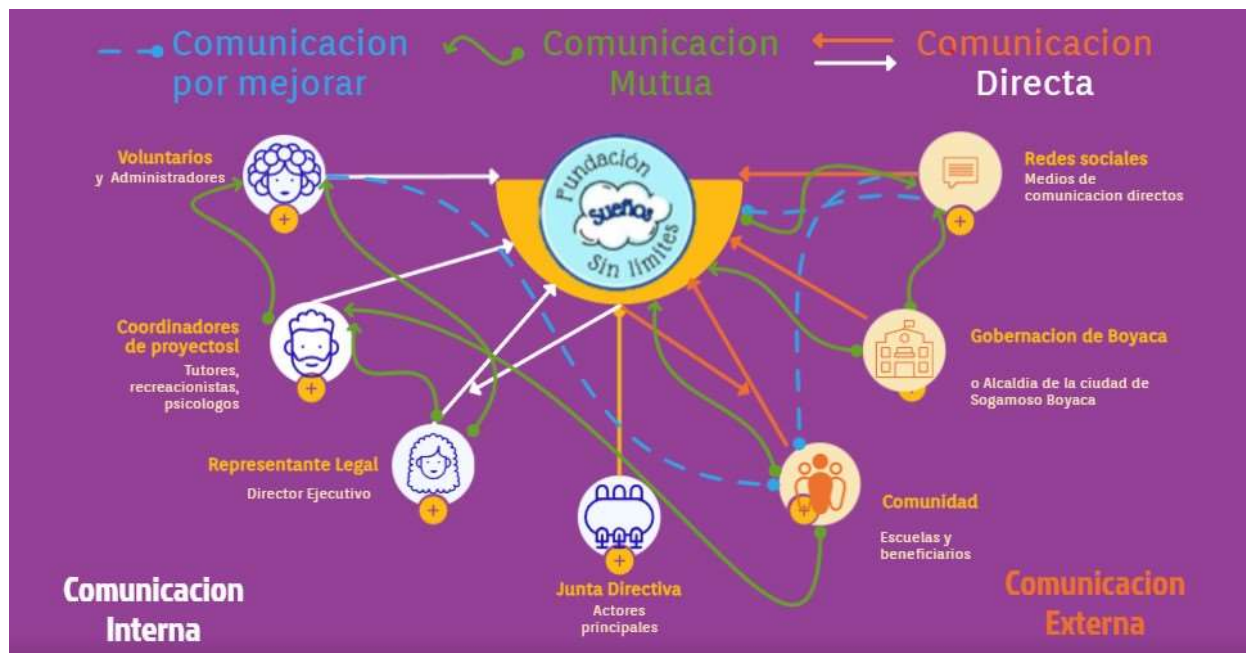 Comunicacion
por mejorar
Comunicacion
Mutua
Comunicacion
Directa
Voluntarios
y Administradores
Fundación
Sueños
Sin límites
Redes sociales
Medios de
comunicacion directos
Coordinadores
de proyectosl
Tutores,
recreacionistas,
psicologos
Gobernacion de Boyaca
o Alcaldia de la ciudad de
Sogamoso Boyaca
Representante Legal
Director Ejecutivo
Comunidad
Escuelas y
beneficiarios
Junta Directiva
Actores
principales
Comunicacion
Interna
Comunicacion
Externa